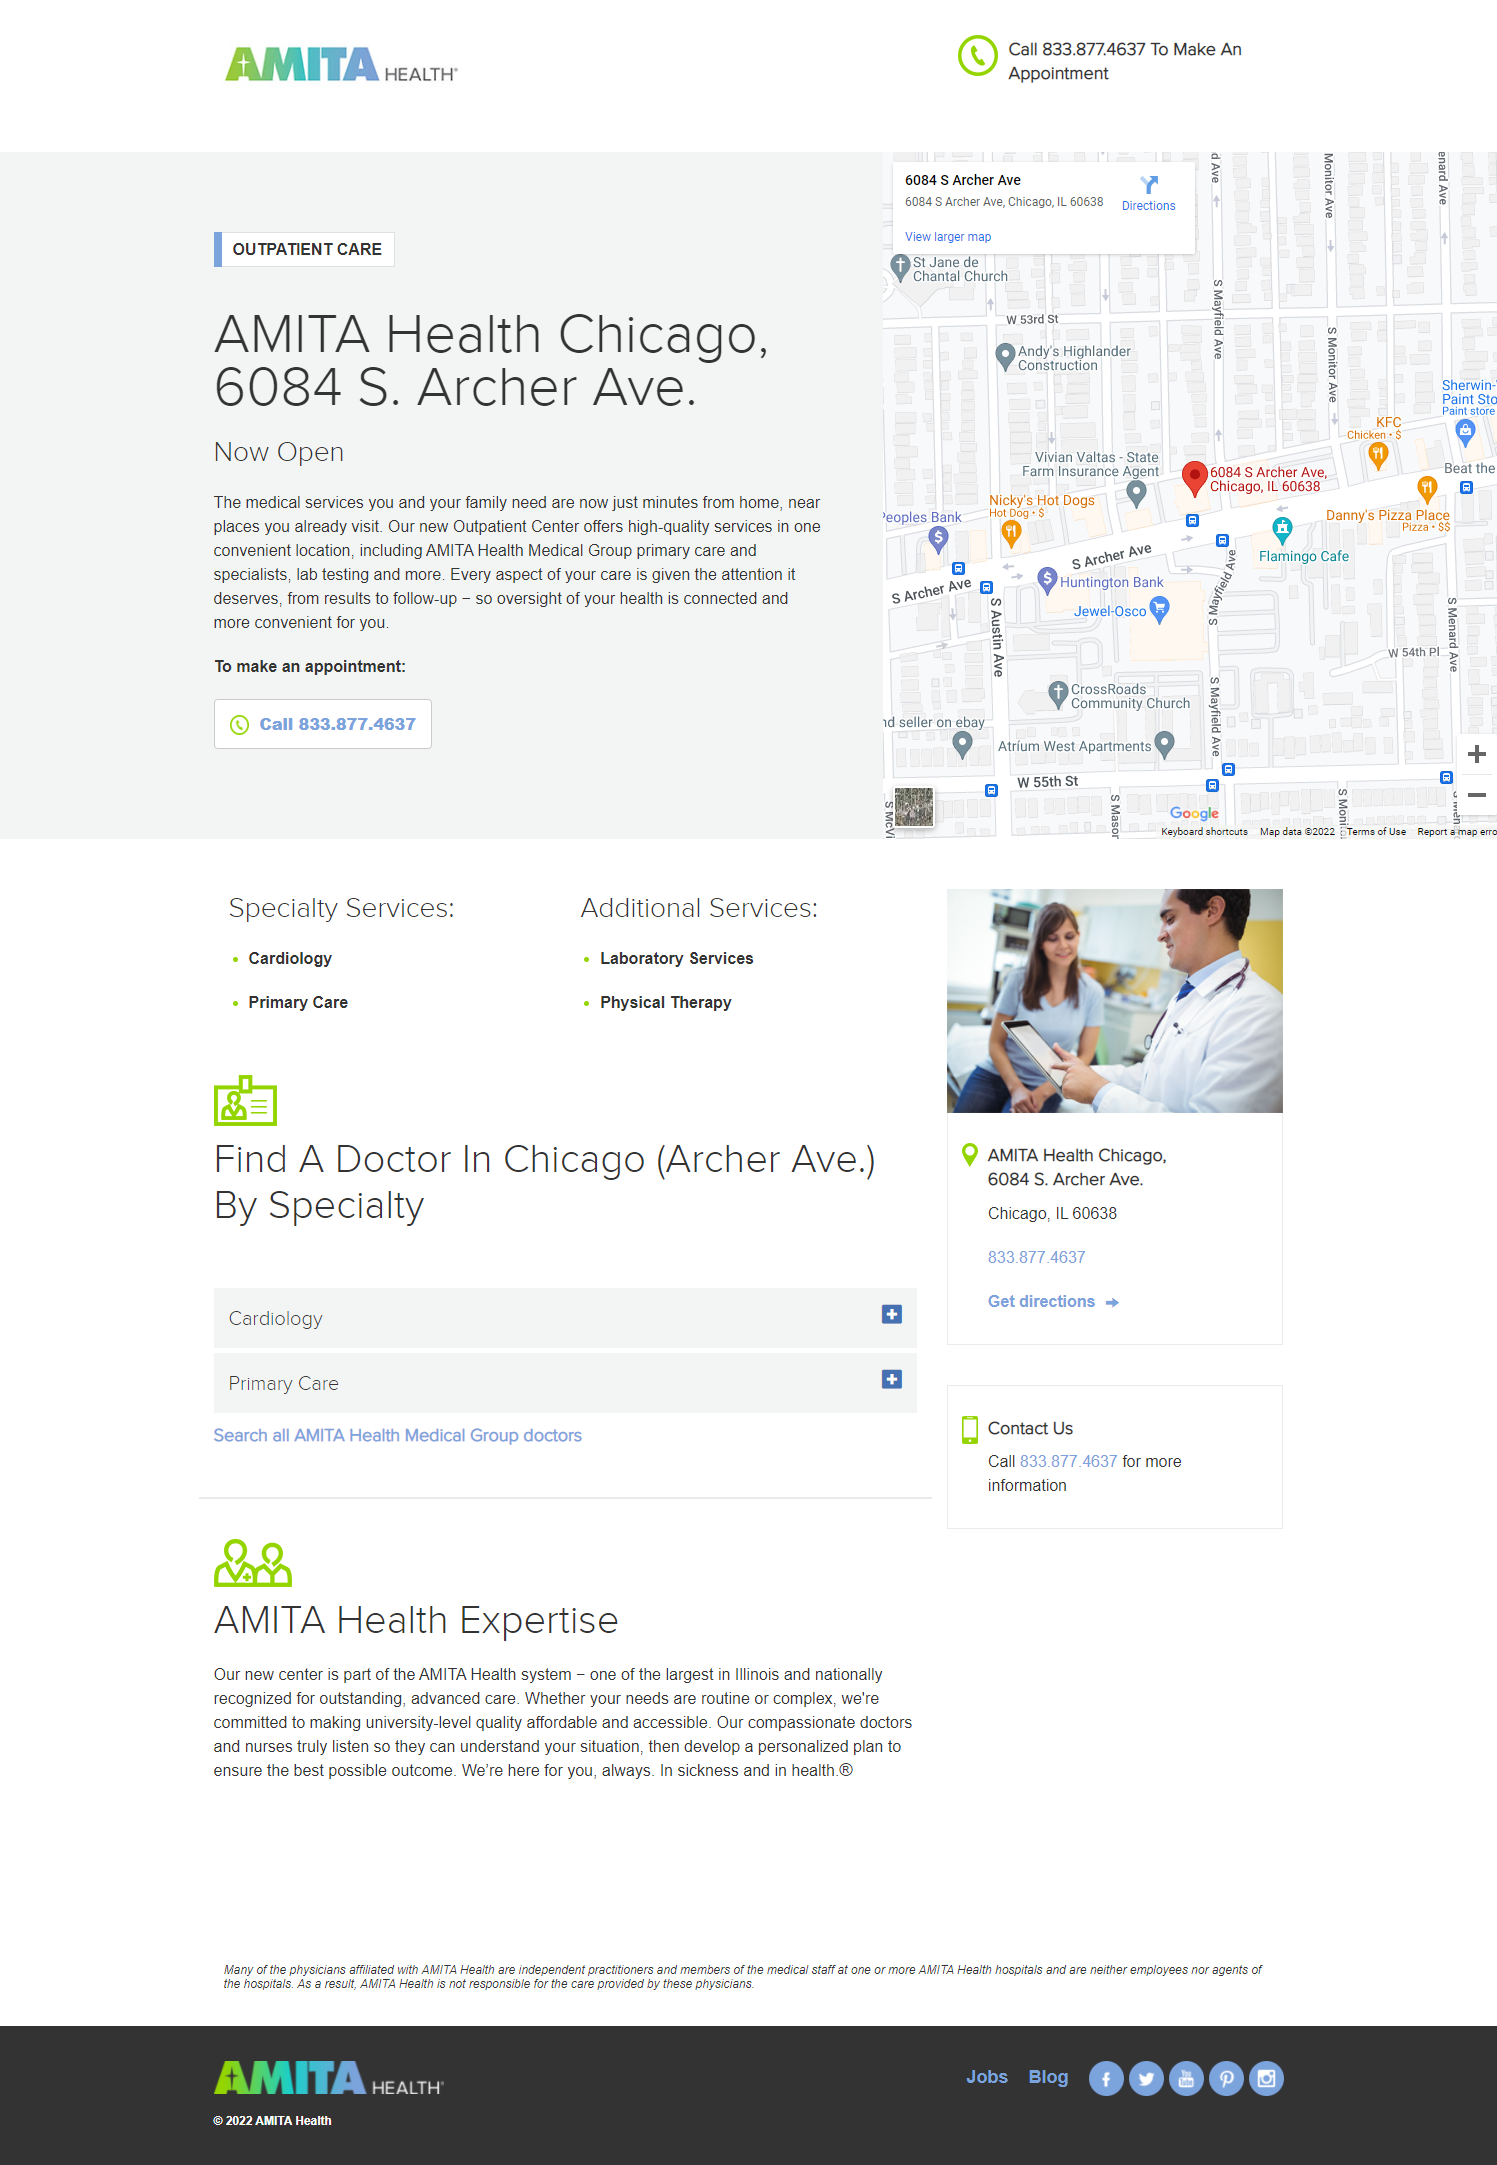 AMITA HEALTH
Call 833.877.4637 To Make An
Appointment
OUTPATIENT CARE
AMITA Health Chicago,
6084 S. Archer Ave.
Now Open
The medical services you and your family need are now just minutes from home, near
places you already visit. Our new Outpatient Center offers high-quality services in one
convenient location, including AMITA Health Medical Group primary care and
specialists, lab testing and more. Every aspect of your care is given the attention it
deserves, from results to follow-up – so oversight of your health is connected and
more convenient for you.
To make an appointment:
Call 833.877.4637
6084 S Archer Ave
6084 S Archer Ave, Chicago, IL 60638
Directions
View larger map
d Ave
Monitor Ave
enard Ave
St Jane de
Chantal Church
S Mayfield Ave
W 53rd St
S Monitor Ave
Andy's Highlander
Construction
Sherwin-
Paint Sto
Paint store
KFC
Chicken • $
Vivian Valtas - State
Farm Insurance Agent
6084 S Archer Ave,
Chicago, IL 60638
Beat the
Nicky's Hot Dogs
Hot Dog • $
Peoples Bank
Danny's Pizza Place
Pizza • $$
Flamingo Cafe
S Archer Ave
S Archer Ave
Huntington Bank
Jewel-Osco
S Mayfield Ave
S Austin Ave
S Menard Ave
W 54th Pl
CrossRoads
Community Church
S Mayfield Ave
nd seller on ebay
Atrium West Apartments
W 55th St
S McVi
S Masor
S Moni
Google
Keyboard shortcuts
Map data ©2022
Terms of Use
Report a map erro
Specialty Services:
Cardiology
Primary Care
Additional Services:
Laboratory Services
Physical Therapy
Find A Doctor In Chicago (Archer Ave.)
By Specialty
Cardiology
Primary Care
Search all AMITA Health Medical Group doctors
AMITA Health Chicago,
6084 S. Archer Ave.
Chicago, IL 60638
833.877.4637
Get directions
Contact Us
Call 833.877.4637 for more
information
AMITA Health Expertise
Our new center is part of the AMITA Health system – one of the largest in Illinois and nationally
recognized for outstanding, advanced care. Whether your needs are routine or complex, we're
committed to making university-level quality affordable and accessible. Our compassionate doctors
and nurses truly listen so they can understand your situation, then develop a personalized plan to
ensure the best possible outcome. We’re here for you, always. In sickness and in health.®
Many of the physicians affiliated with AMITA Health are independent practitioners and members of the medical staff at one or more AMITA Health hospitals and are neither employees nor agents of
the hospitals. As a result, AMITA Health is not responsible for the care provided by these physicians.
AMITA HEALTH
Jobs
Blog
You Tube
© 2022 AMITA Health